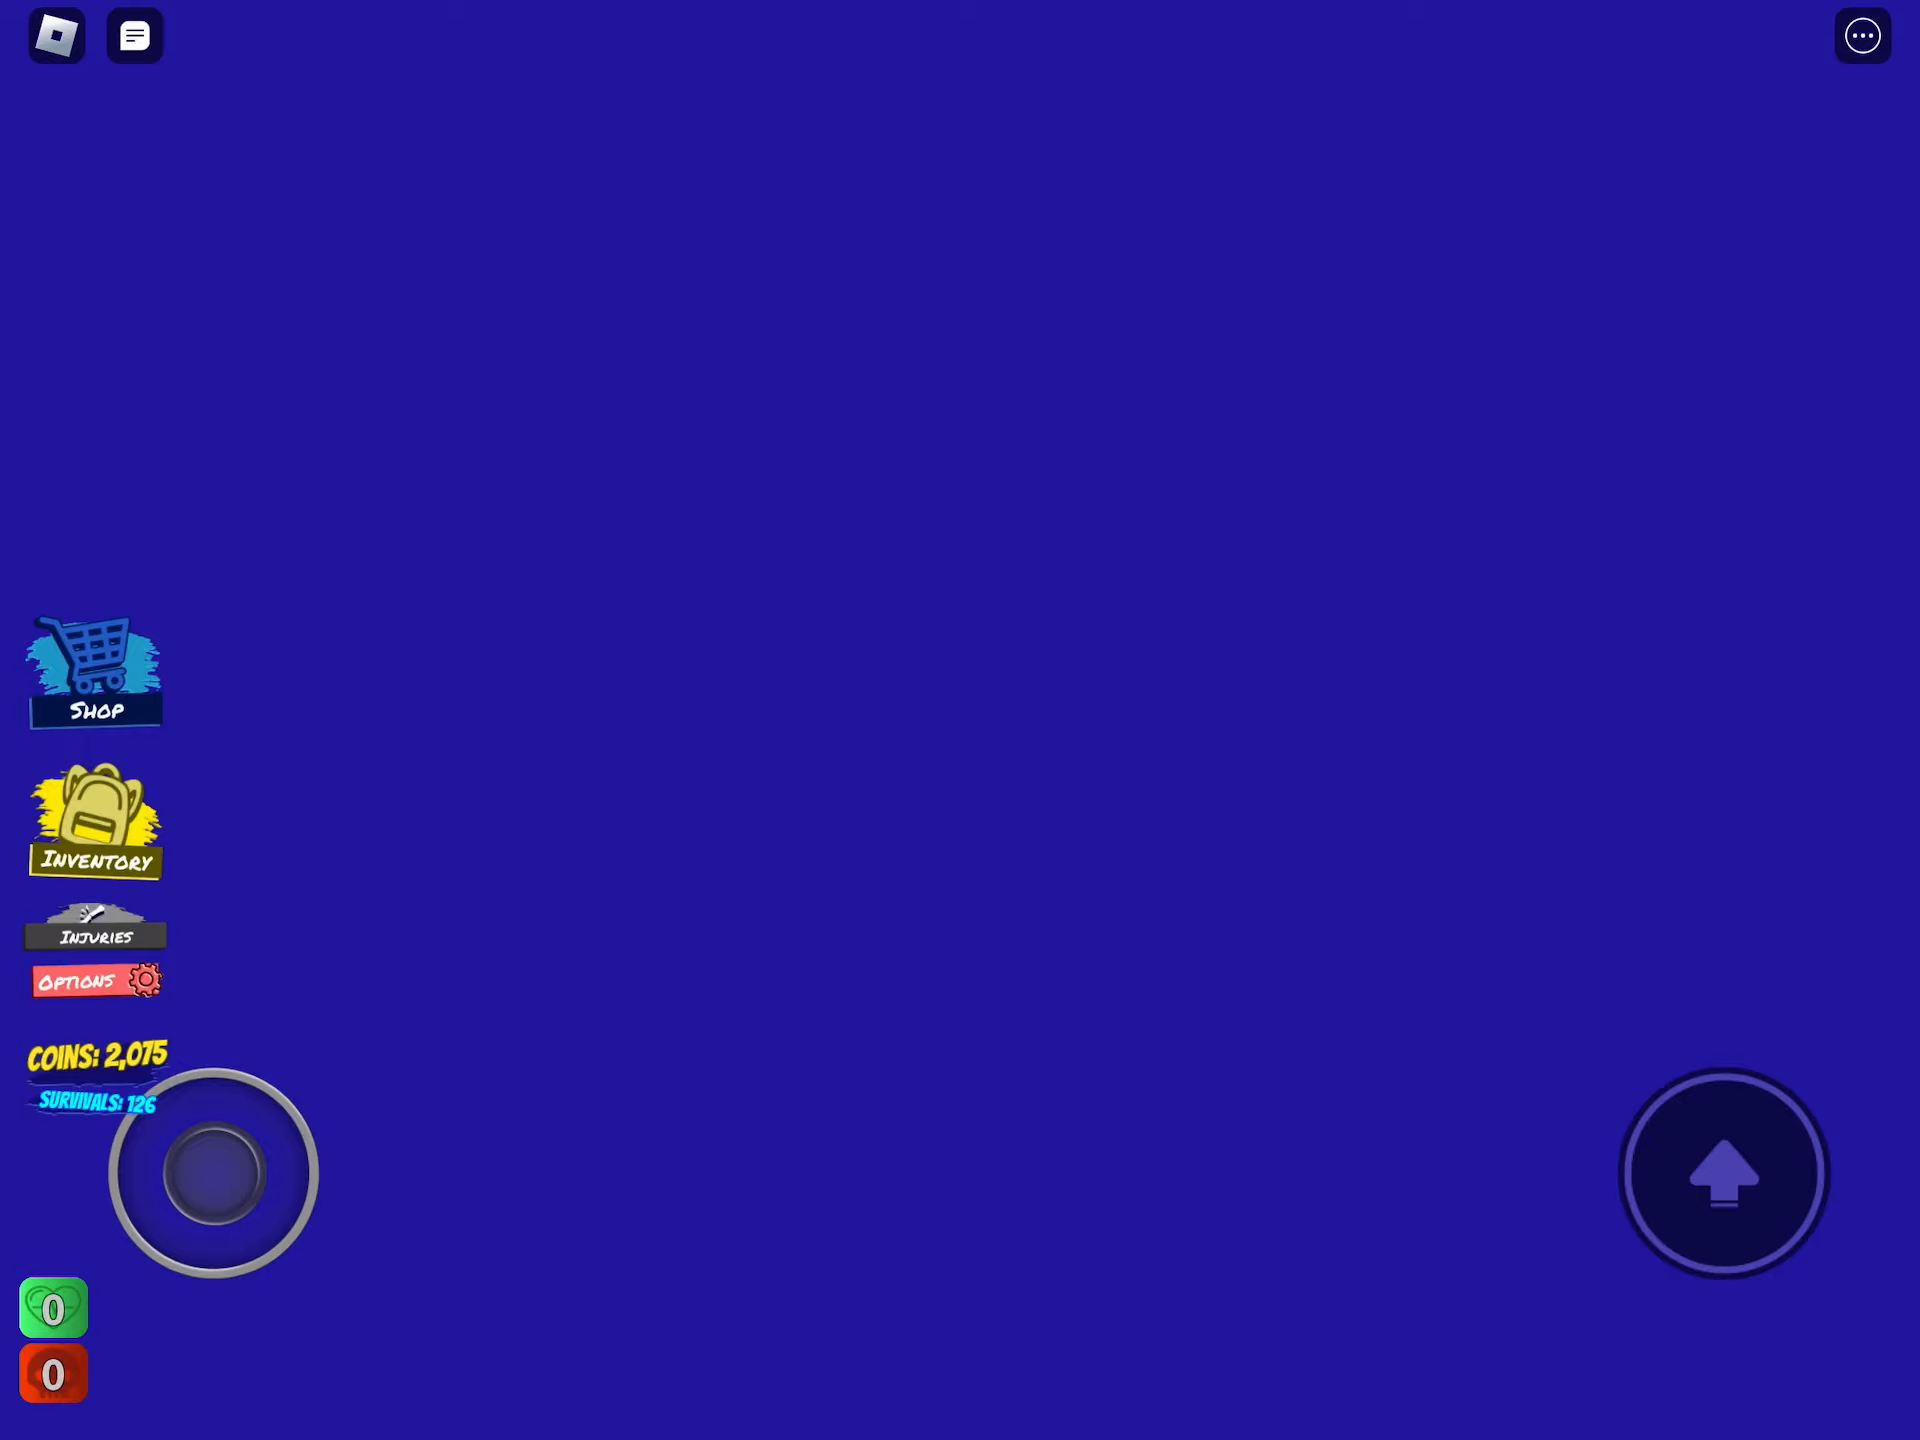 SHOP
INVENTORY
INJURIES
OPTIONS
COINS: 2,075
SURVIVALS: 126
0
0